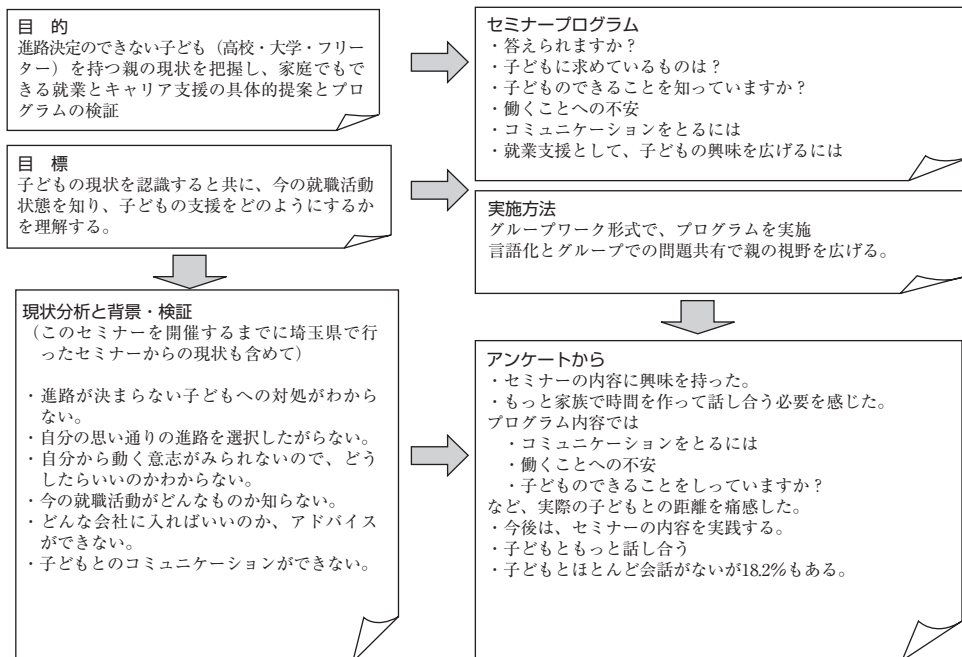 目 的
進路決定のできない子ども（高校・大学・フリー
ター）を持つ親の現状を把握し、家庭でもで
きる就業とキャリア支援の具体的提案とプロ
グラムの検証
目 標
子どもの現状を認識すると共に、今の就職活動
状態を知り、子どもの支援をどのようにするか
を理解する。
現状分析と背景・検証
（このセミナーを開催するまでに埼玉県で行
ったセミナーからの現状も含めて）
・進路が決まらない子どもへの対処がわから
ない。
・自分の思い通りの進路を選択したがらない。
・自分から動く意志がみられないので、どう
したらいいのかわからない。
・今の就職活動がどんなものか知らない。
・どんな会社に入ればいいのか、アドバイス
ができない。
・子どもとのコミュニケーションができない。
セミナープログラム
・答えられますか？
・子どもに求めているものは？
・子どものできることを知っていますか？
・働くことへの不安
・コミュニケーションをとるには
・就業支援として、子どもの興味を広げるには
実施方法
グループワーク形式で、プログラムを実施
言語化とグループでの問題共有で親の視野を広げる。
アンケートから
・セミナーの内容に興味を持った。
・もっと家族で時間を作って話し合う必要を感じた。
プログラム内容では
・コミュニケーションをとるには
・働くことへの不安
・子どものできることをしっていますか？
など、実際の子どもとの距離を痛感した。
・今後は、セミナーの内容を実践する。
・子どもともっと話し合う
・子どもとほとんど会話がないが18.2%もある。